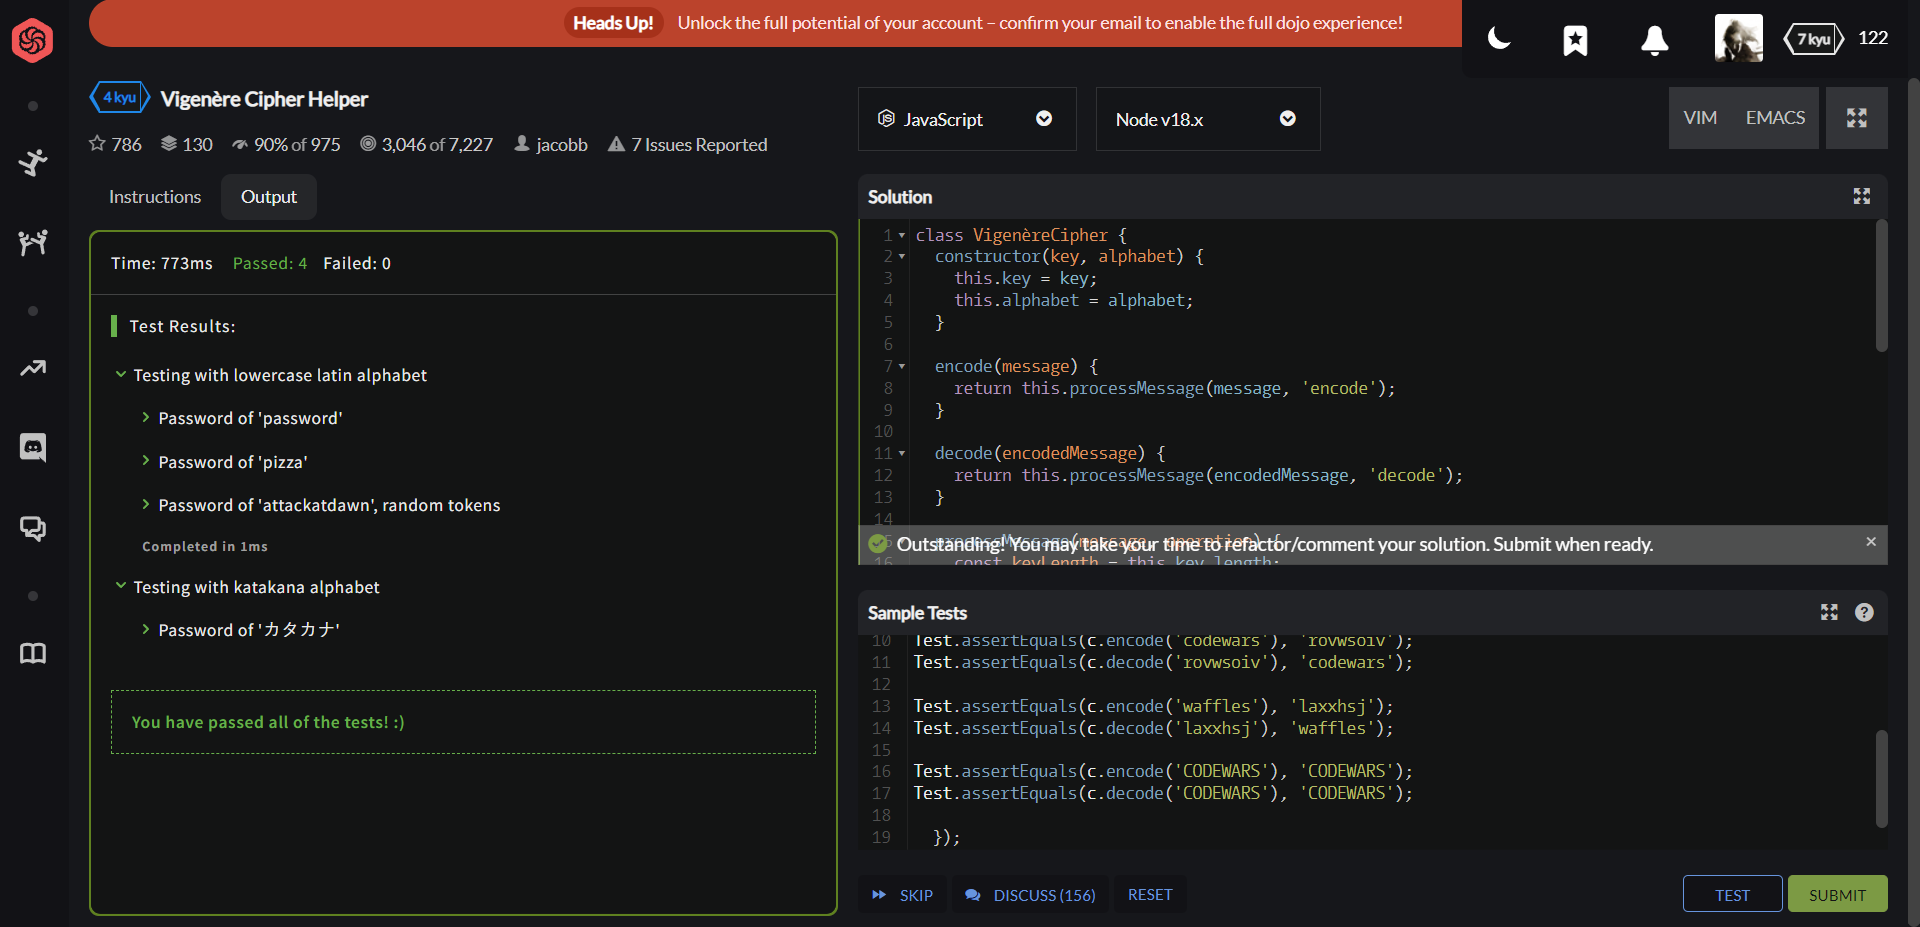 Heads Up! Unlock the full potential of your account – confirm your email to enable the full dojo experience!
7 kyu 122
4 kyu Vigenère Cipher Helper
786 130 90% of 975 3,046 of 7,227 jacobb 7 Issues Reported
JavaScript
Node v18.x
VIM EMACS
Instructions Output
Time: 773ms Passed: 4 Failed: 0
Test Results:
Testing with lowercase latin alphabet
Password of 'password'
Password of 'pizza'
Password of 'attackatdawn', random tokens
Completed in 1ms
Testing with katakana alphabet
Password of 'カタカナ'
You have passed all of the tests! :)
Solution
1 class VigenèreCipher {
2 constructor(key, alphabet) {
3 this.key = key;
4 this.alphabet = alphabet;
5 }
6
7 encode(message) {
8 return this.processMessage(message, 'encode');
9 }
10
11 decode(encodedMessage) {
12 return this.processMessage(encodedMessage, 'decode');
13 }
14
15 processMessage(message, operation) {
Outstanding! You may take your time to refactor/comment your solution. Submit when ready.
16 const keyLength = this.key.length;
Sample Tests
10 Test.assertEquals(c.encode('codewars'), 'rovwsoiv');
11 Test.assertEquals(c.decode('rovwsoiv'), 'codewars');
12
13 Test.assertEquals(c.encode('waffles'), 'laxxhsj');
14 Test.assertEquals(c.decode('laxxhsj'), 'waffles');
15
16 Test.assertEquals(c.encode('CODEWARS'), 'CODEWARS');
17 Test.assertEquals(c.decode('CODEWARS'), 'CODEWARS');
18
19 });
SKIP DISCUSS (156) RESET
TEST SUBMIT